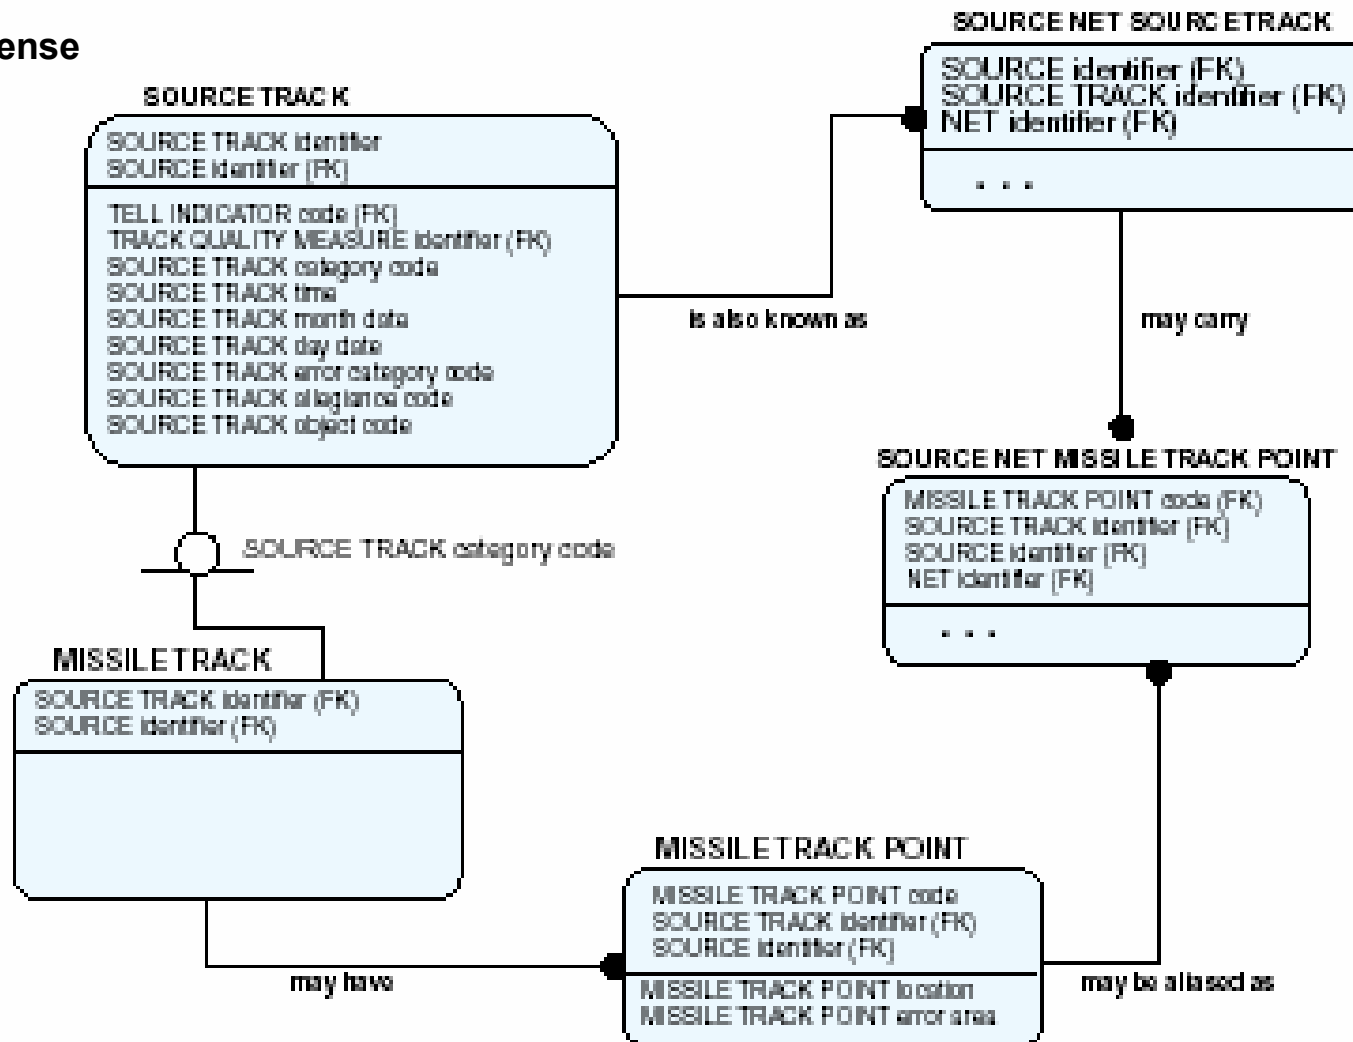 ense
SOURCE TRACK
SOURCE TRACK identifier
SOURCE identifier (FK)
TELL INDICATOR code (FK)
TRACK QUALITY MEASURE identifier (FK)
SOURCE TRACK category code
SOURCE TRACK time
SOURCE TRACK month date
SOURCE TRACK day date
SOURCE TRACK error category code
SOURCE TRACK allegiance code
SOURCE TRACK object code
SOURCE NET SOURCETRACK
SOURCE identifier (FK)
SOURCE TRACK identifier (FK)
NET identifier (FK)
. . .
is also known as
may carry
SOURCE NET MISSILE TRACK POINT
MISSILE TRACK POINT code (FK)
SOURCE TRACK identifier (FK)
SOURCE identifier (FK)
NET identifier (FK)
. . .
SOURCE TRACK category code
MISSILE TRACK
SOURCE TRACK identifier (FK)
SOURCE identifier (FK)
may have
MISSILE TRACK POINT
MISSILE TRACK POINT code
SOURCE TRACK identifier (FK)
SOURCE identifier (FK)
MISSILE TRACK POINT location
MISSILE TRACK POINT error area
may be aliased as